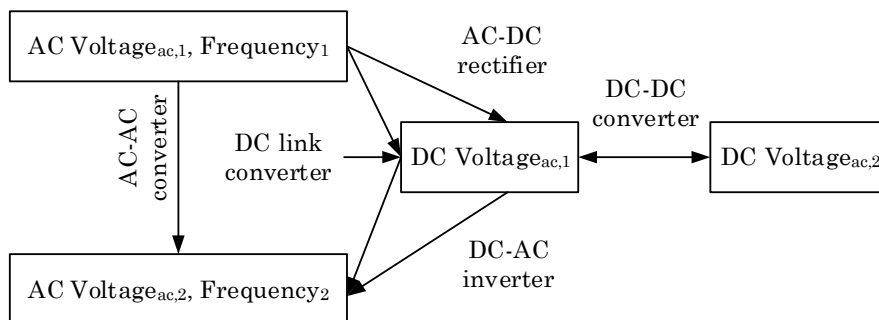 AC Voltageac,1, Frequency1
AC-DC
rectifier
DC-DC
converter
AC-AC
converter
DC link
converter
DC Voltageac,1
DC Voltageac,2
DC-AC
inverter
AC Voltageac,2, Frequency2